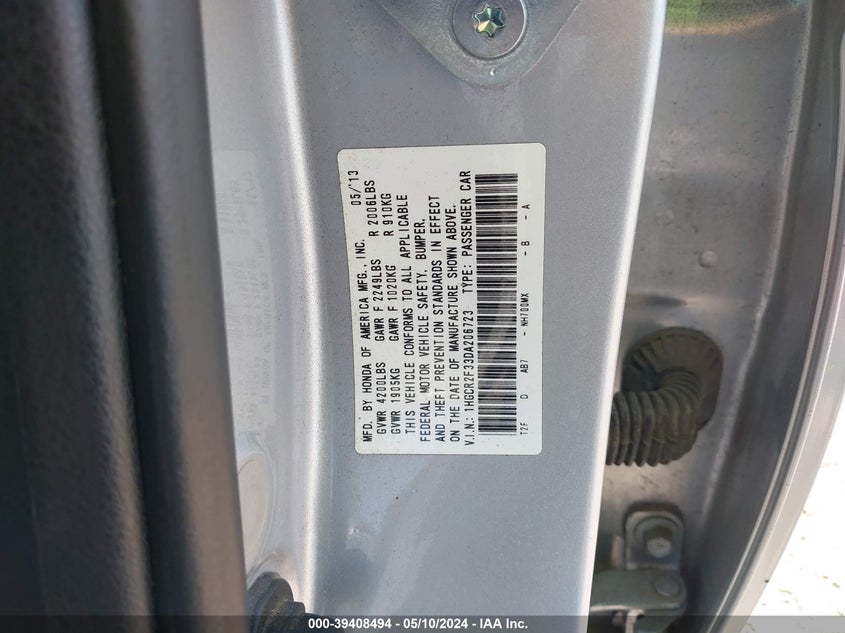 MFD. BY HONDA OF AMERICA MFG., INC. 05/13
GVWR 4200LBS GAWR F 2249LBS R 2006LBS
GVWR 1905KG GAWR F 1020KG R 910KG
THIS VEHICLE CONFORMS TO ALL APPLICABLE
FEDERAL MOTOR VEHICLE SAFETY, BUMPER,
AND THEFT PREVENTION STANDARDS IN EFFECT
ON THE DATE OF MANUFACTURE SHOWN ABOVE.
V.I.N.: 1HGCR2F33DA206723 TYPE: PASSENGER CAR
T2F D AB7 - NH700MX - B - A
000-39408494 - 05/10/2024 - IAA Inc.